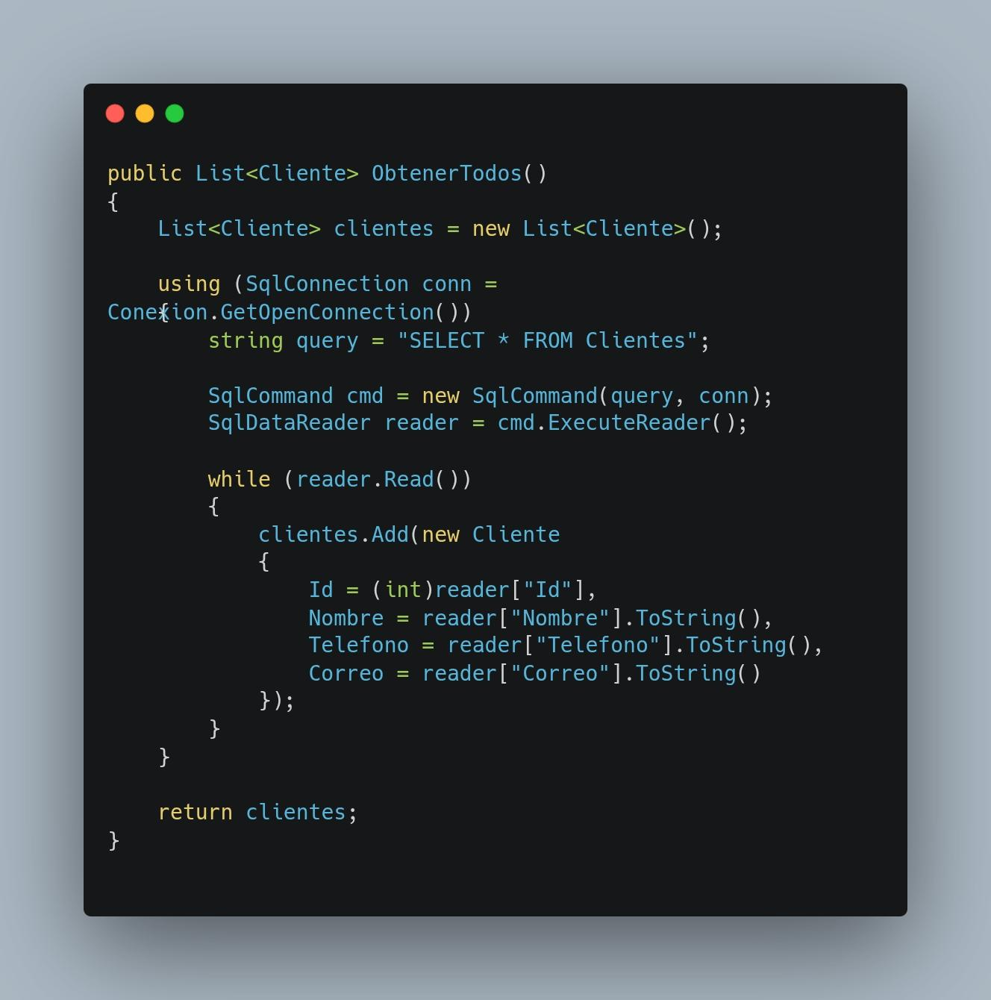 public List<Cliente> ObtenerTodos()
{
    List<Cliente> clientes = new List<Cliente>();

    using (SqlConnection conn =
Conexion.GetOpenConnection())
    {
        string query = "SELECT * FROM Clientes";

        SqlCommand cmd = new SqlCommand(query, conn);
        SqlDataReader reader = cmd.ExecuteReader();

        while (reader.Read())
        {
            clientes.Add(new Cliente
            {
                Id = (int)reader["Id"],
                Nombre = reader["Nombre"].ToString(),
                Telefono = reader["Telefono"].ToString(),
                Correo = reader["Correo"].ToString()
            });
        }
    }

    return clientes;
}